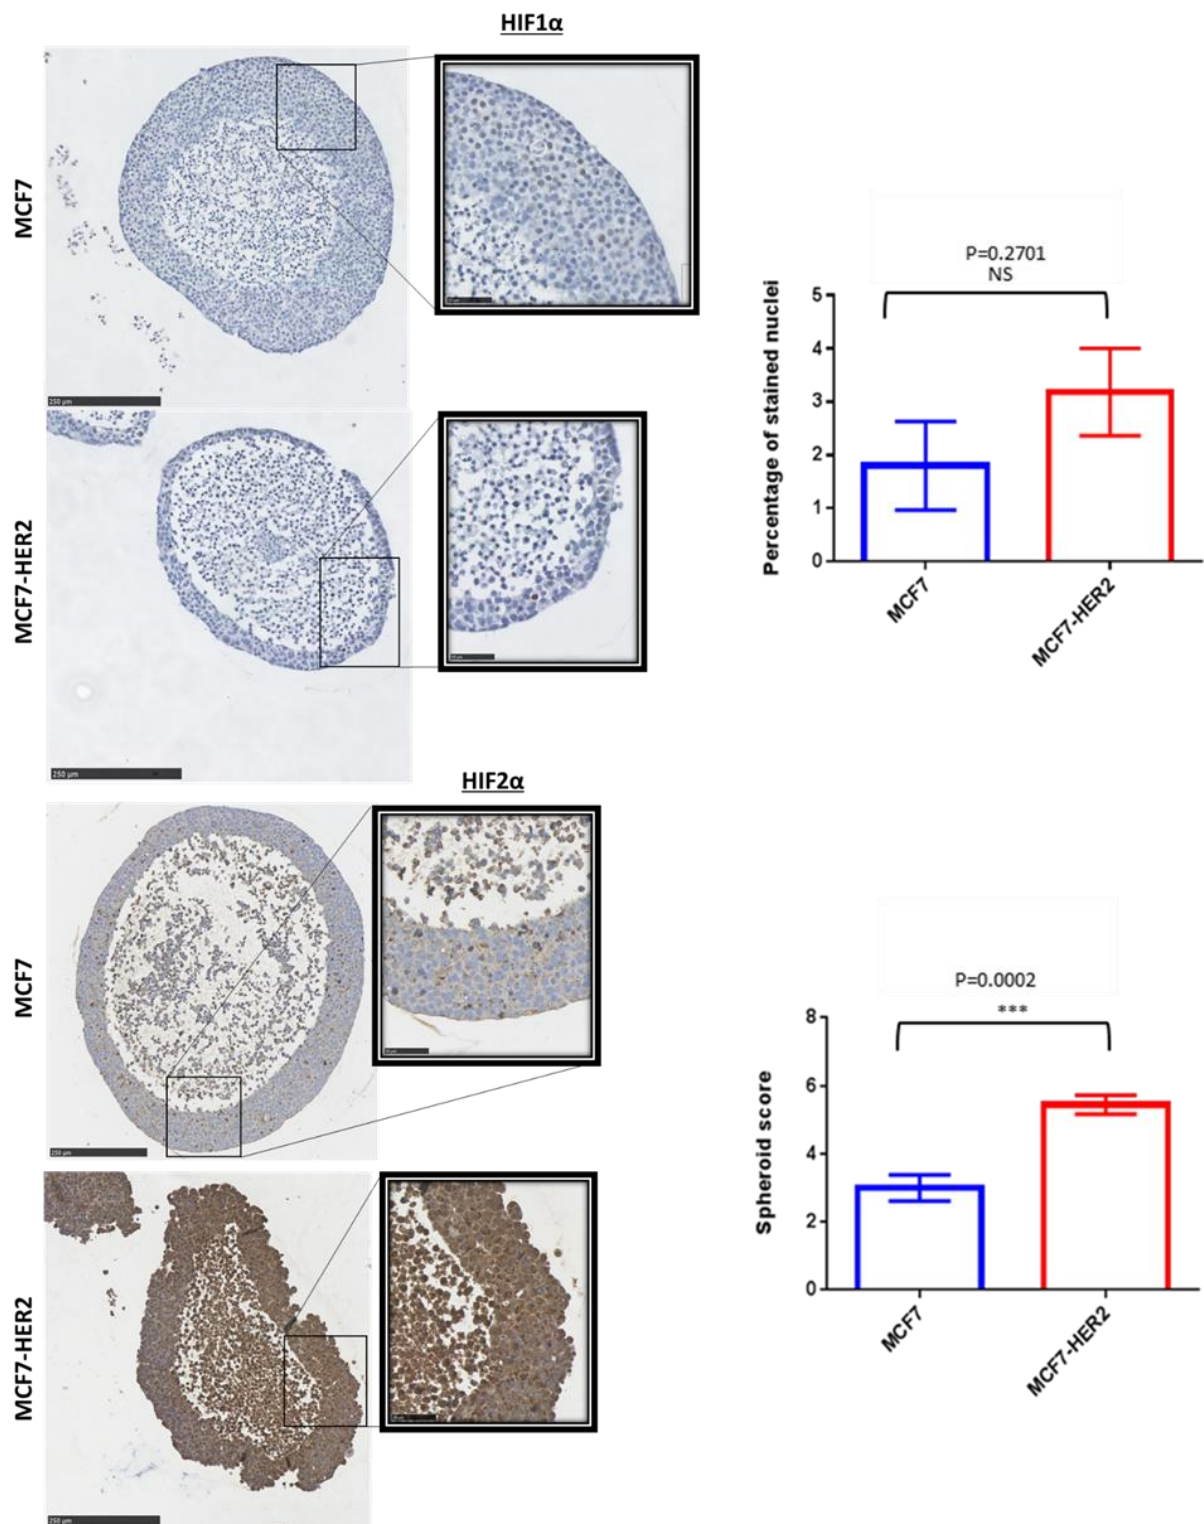 HIF1α
MCF7
250 µm
MCF7-HER2
250 µm
P=0.2701
NS
Percentage of stained nuclei
5
4
3
2
1
0
MCF7
MCF7-HER2
HIF2α
MCF7
250 µm
MCF7-HER2
250 µm
P=0.0002
***
Spheroid score
8
6
4
2
0
MCF7
MCF7-HER2